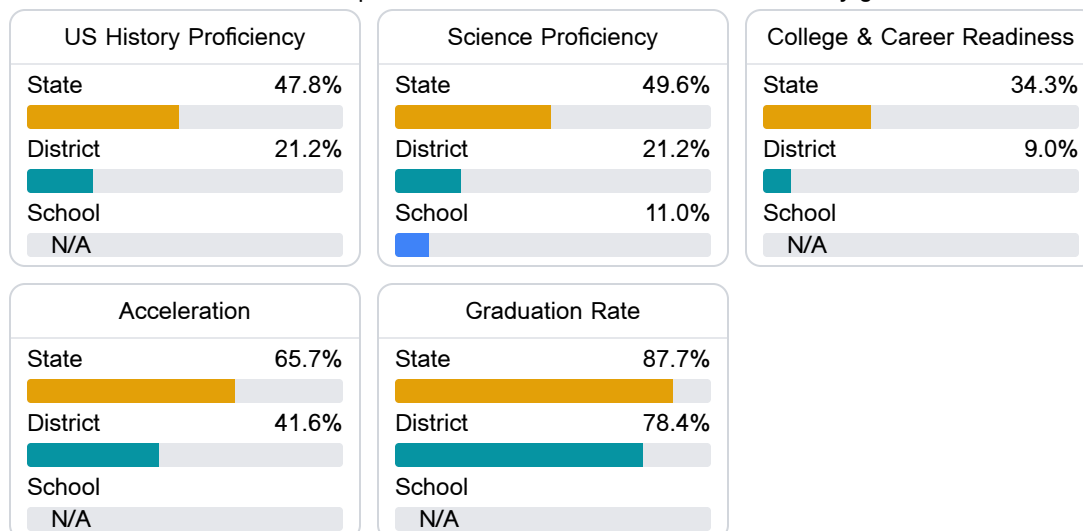 US History Proficiency
State 47.8%
District 21.2%
School
N/A
Science Proficiency
State 49.6%
District 21.2%
School 11.0%
College & Career Readiness
State 34.3%
District 9.0%
School
N/A
Acceleration
State 65.7%
District 41.6%
School
N/A
Graduation Rate
State 87.7%
District 78.4%
School
N/A